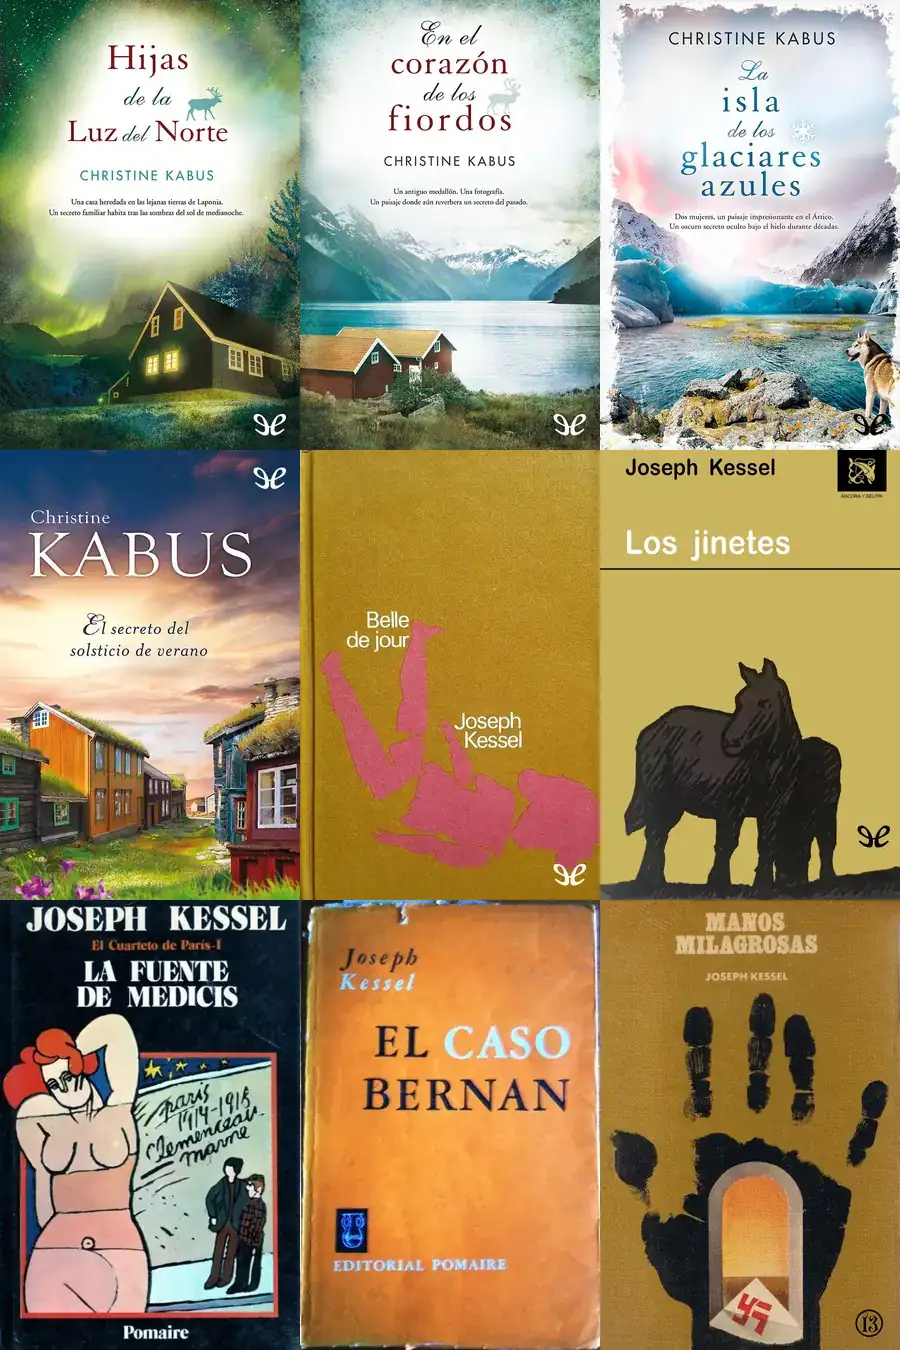 Hijas
de la
Luz del Norte
CHRISTINE KABUS
Una casa heredada en las lejanas tierras de Laponia.
Un secreto familiar habita tras las sombras del sol de medianoche.
En el
corazón
de los
fiordos
CHRISTINE KABUS
Un antiguo medallón. Una fotografía.
Un paisaje donde aún reverbera un secreto del pasado.
CHRISTINE KABUS
La
isla
de los
glaciares
azules
Dos mujeres, un paisaje impresionante en el Ártico.
Un oscuro secreto oculto bajo el hielo durante décadas.
Christine
KABUS
El secreto del
solsticio de verano
Belle
de jour
Joseph
Kessel
Joseph Kessel
ÁNCORA Y DELFÍN
Los jinetes
JOSEPH KESSEL
El Cuarteto de París-I
LA FUENTE
DE MEDICIS
París
1914-1918
Clemenceau
marne
Pomaire
Joseph
Kessel
EL CASO
BERNAN
EDITORIAL POMAIRE
MANOS
MILAGROSAS
JOSEPH KESSEL
13